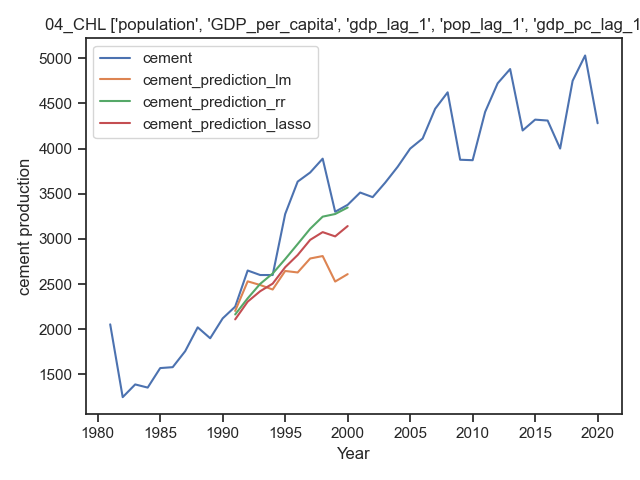 04_CHL ['population', 'GDP_per_capita', 'gdp_lag_1', 'pop_lag_1', 'gdp_pc_lag_1
cement
cement_prediction_lm
cement_prediction_rr
cement_prediction_lasso
5000
4500
4000
3500
3000
2500
2000
1500
cement production
1980 1985 1990 1995 2000 2005 2010 2015 2020
Year